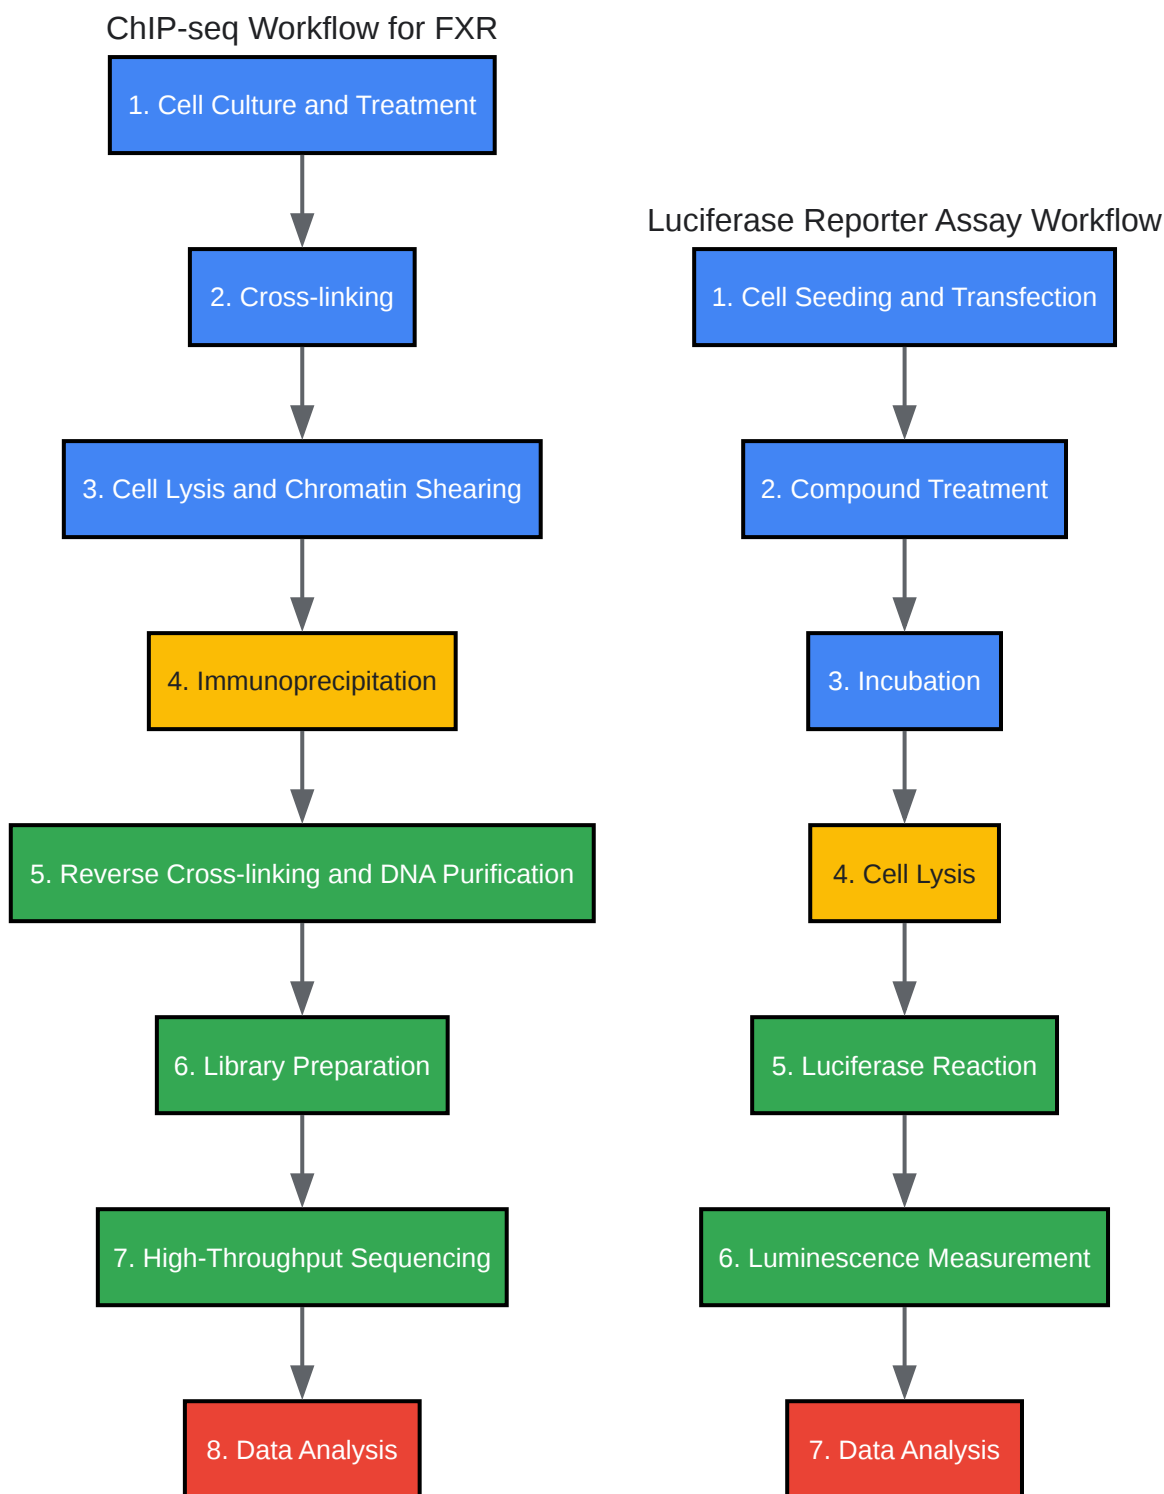 ChIP-seq Workflow for FXR
1. Cell Culture and Treatment
2. Cross-linking
3. Cell Lysis and Chromatin Shearing
4. Immunoprecipitation
5. Reverse Cross-linking and DNA Purification
6. Library Preparation
7. High-Throughput Sequencing
8. Data Analysis
Luciferase Reporter Assay Workflow
1. Cell Seeding and Transfection
2. Compound Treatment
3. Incubation
4. Cell Lysis
5. Luciferase Reaction
6. Luminescence Measurement
7. Data Analysis